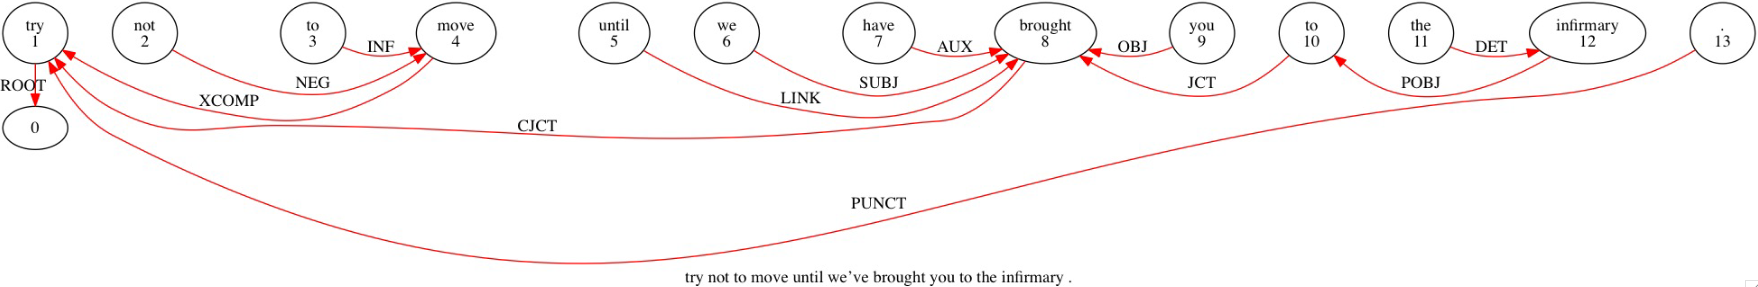 try not to move until we have brought you to the infirmary .
1 2 3 4 5 6 7 8 9 10 11 12 13
INF AUX OBJ DET
ROOT NEG SUBJ JCT POBJ
XCOMP LINK
0 CJCT
PUNCT
try not to move until we've brought you to the infirmary .